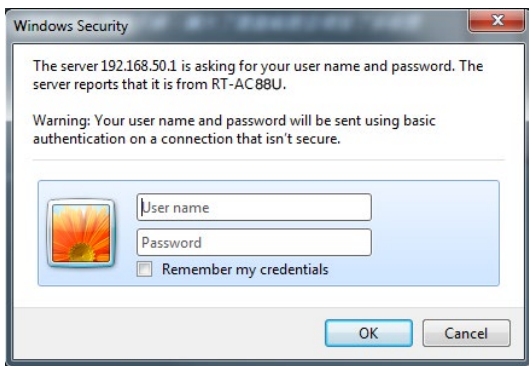 Windows Security
The server 192.168.50.1 is asking for your user name and password. The
server reports that it is from RT-AC88U.
Warning: Your user name and password will be sent using basic
authentication on a connection that isn't secure.
User name
Password
Remember my credentials
OK
Cancel